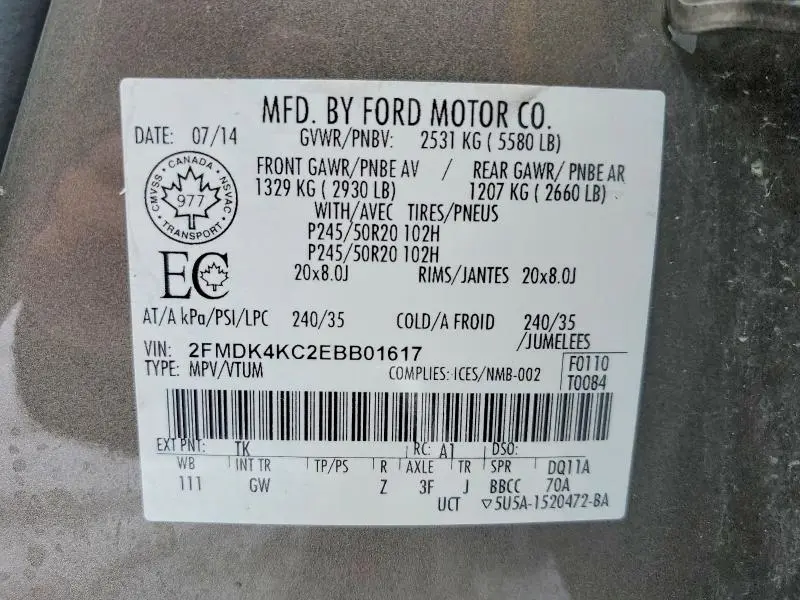 MFD. BY FORD MOTOR CO.
DATE: 07/14
GVWR/PNBV: 2531 KG ( 5580 LB)
FRONT GAWR/PNBE AV / REAR GAWR/ PNBE AR
1329 KG ( 2930 LB) 1207 KG ( 2660 LB)
WITH/AVEC TIRES/PNEUS
P245/50R20 102H
P245/50R20 102H
20x8.0J RIMS/JANTES 20x8.0J
CANADA
CMVSS
NSVAC
977
TRANSPORT
EC
AT/A kPa/PSI/LPC 240/35 COLD/A FROID 240/35
/JUMELEES
VIN: 2FMDK4KC2EBB01617
TYPE: MPV/VTUM COMPLIES: ICES/NMB-002
F0110
T0084
EXT PNT: TK RC: A1 DSO:
WB INT TR TP/PS R AXLE TR SPR DQ11A
111 GW Z 3F J BBCC 70A
UCT ▽5U5A-1520472-BA